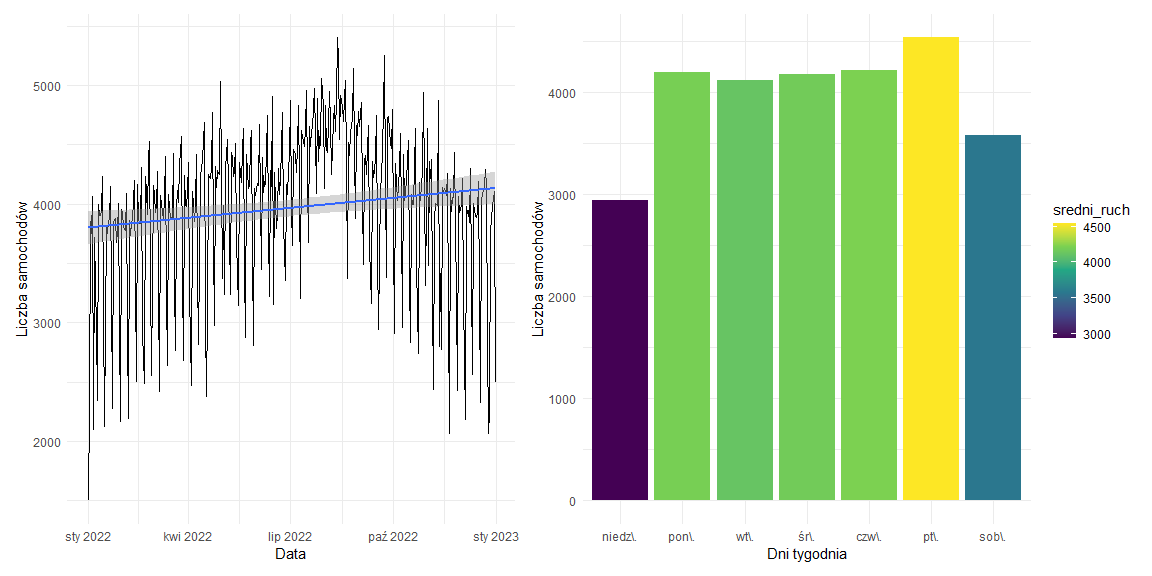 5000
4000
3000
2000
Liczba samochodów
sty 2022
kwi 2022
lip 2022
paź 2022
sty 2023
Data
4000
3000
2000
1000
0
Liczba samochodów
niedz\.
pon\.
wt\.
śr\.
czw\.
pt\.
sob\.
Dni tygodnia
sredni_ruch
4500
4000
3500
3000